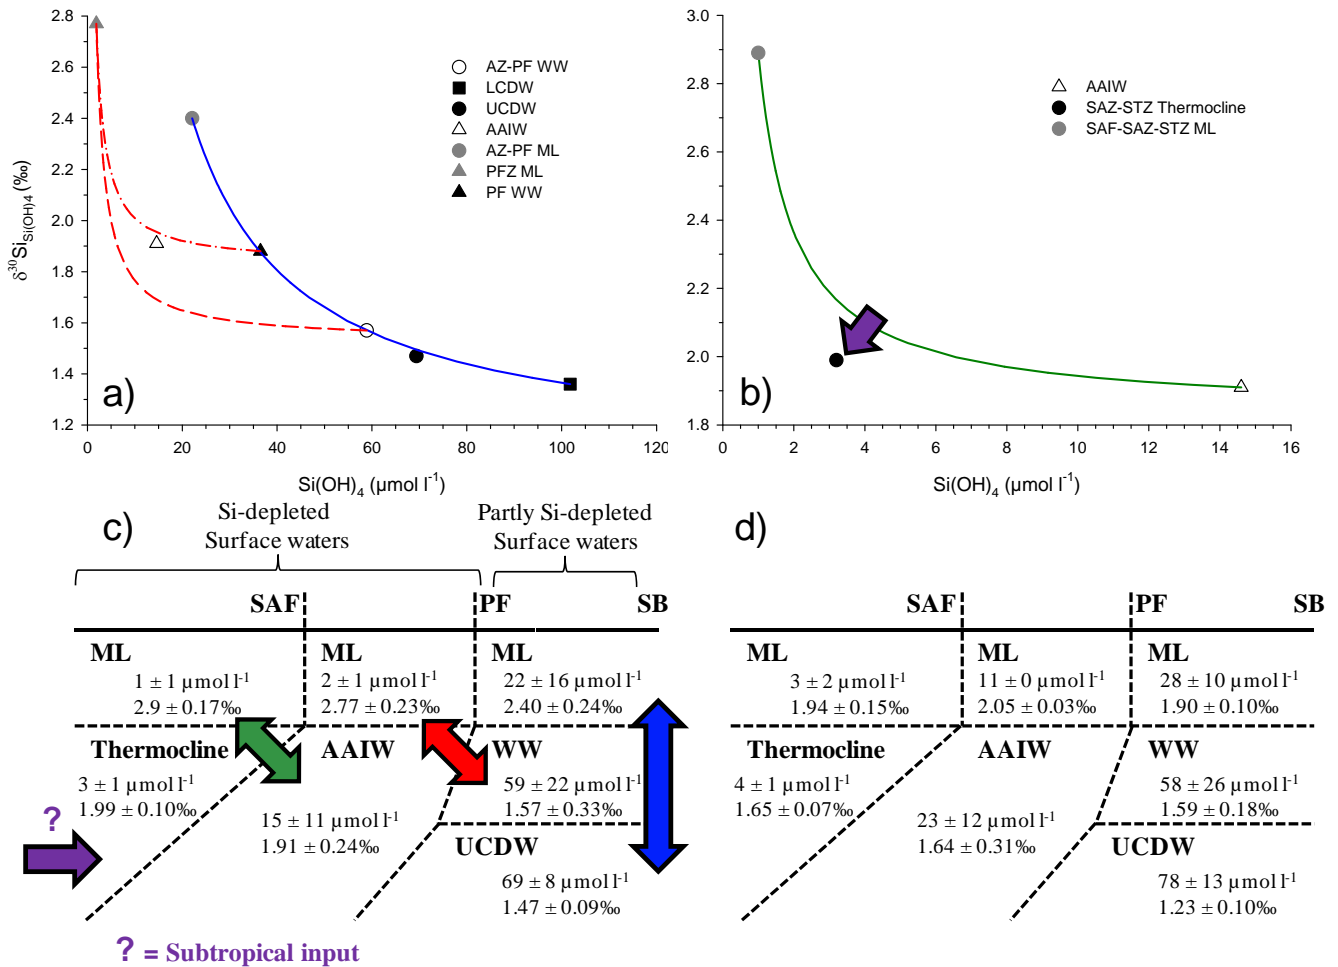 2.8
2.6
2.4
2.2
2.0
1.8
1.6
1.4
1.2
δ³⁰Si_Si(OH)₄ (‰)
0 20 40 60 80 100 120
Si(OH)₄ (µmol l⁻¹)
AZ-PF WW
LCDW
UCDW
AAIW
AZ-PF ML
PFZ ML
PF WW
a)
3.0
2.8
2.6
2.4
2.2
2.0
1.8
0 2 4 6 8 10 12 14 16
Si(OH)₄ (µmol l⁻¹)
AAIW
SAZ-STZ Thermocline
SAF-SAZ-STZ ML
b)
c)
Si-depleted
Surface waters
Partly Si-depleted
Surface waters
SAF PF SB
ML ML ML
1 ± 1 µmol l⁻¹ 2 ± 1 µmol l⁻¹ 22 ± 16 µmol l⁻¹
2.9 ± 0.17‰ 2.77 ± 0.23‰ 2.40 ± 0.24‰
Thermocline AAIW WW
3 ± 1 µmol l⁻¹ 59 ± 22 µmol l⁻¹
1.99 ± 0.10‰ 1.57 ± 0.33‰
?
15 ± 11 µmol l⁻¹
1.91 ± 0.24‰
UCDW
69 ± 8 µmol l⁻¹
1.47 ± 0.09‰
? = Subtropical input
d)
SAF PF SB
ML ML ML
3 ± 2 µmol l⁻¹ 11 ± 0 µmol l⁻¹ 28 ± 10 µmol l⁻¹
1.94 ± 0.15‰ 2.05 ± 0.03‰ 1.90 ± 0.10‰
Thermocline AAIW WW
4 ± 1 µmol l⁻¹ 58 ± 26 µmol l⁻¹
1.65 ± 0.07‰ 1.59 ± 0.18‰
23 ± 12 µmol l⁻¹
1.64 ± 0.31‰
UCDW
78 ± 13 µmol l⁻¹
1.23 ± 0.10‰